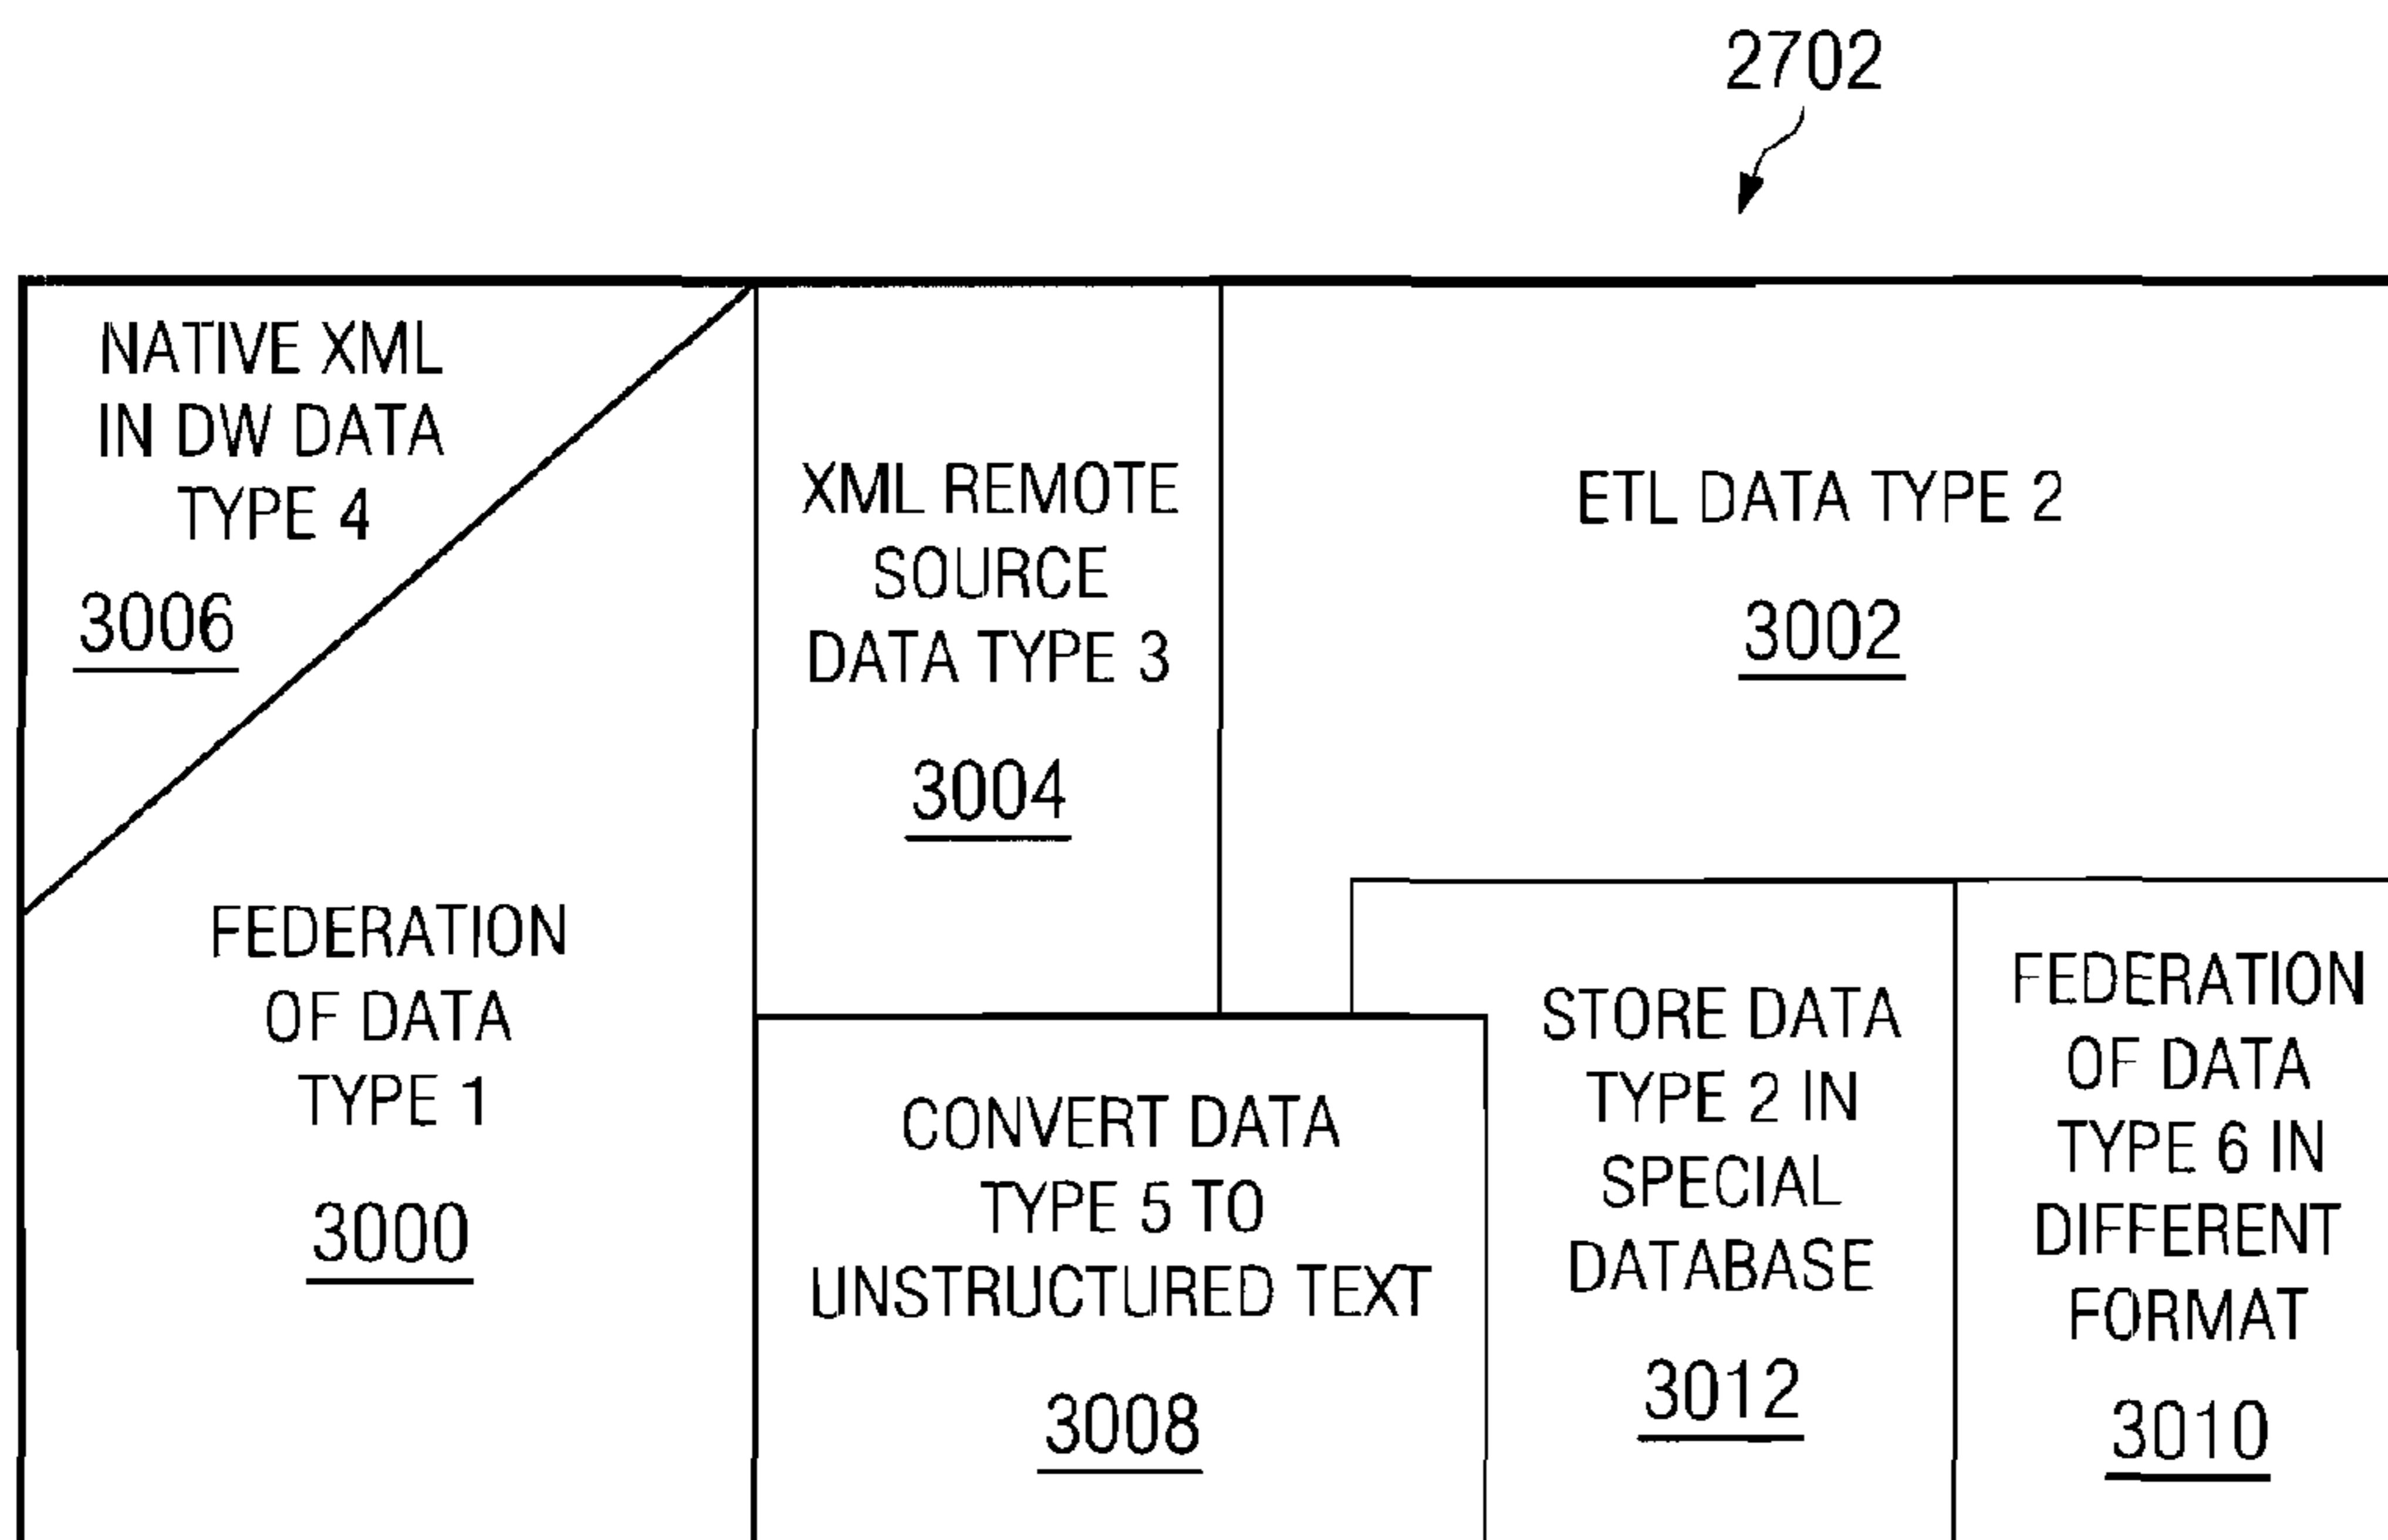 2702
NATIVE XML
IN DW DATA
TYPE 4
3006
XML REMOTE
SOURCE
DATA TYPE 3
3004
ETL DATA TYPE 2
3002
FEDERATION
OF DATA
TYPE 1
3000
CONVERT DATA
TYPE 5 TO
UNSTRUCTURED TEXT
3008
STORE DATA
TYPE 2 IN
SPECIAL
DATABASE
3012
FEDERATION
OF DATA
TYPE 6 IN
DIFFERENT
FORMAT
3010